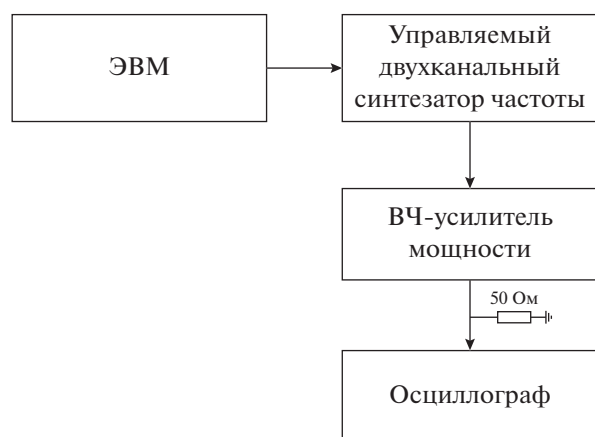 ЭВМ
Управляемый
двухканальный
синтезатор частоты
ВЧ-усилитель
мощности
50 Ом
Осциллограф